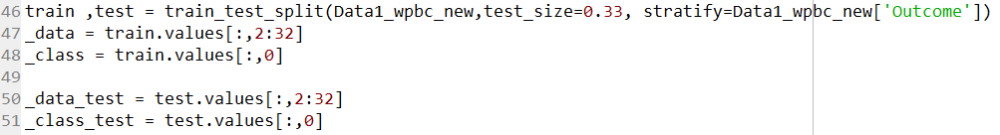 46 train ,test = train_test_split(Data1_wpbc_new,test_size=0.33, stratify=Data1_wpbc_new['Outcome'])
47 _data = train.values[:,2:32]
48 _class = train.values[:,0]
49
50 _data_test = test.values[:,2:32]
51 _class_test = test.values[:,0]